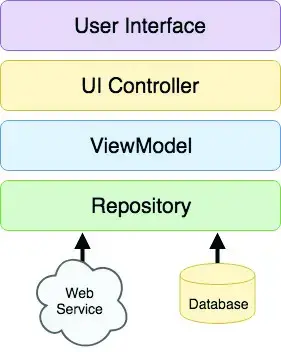 User Interface
UI Controller
ViewModel
Repository
Web
Service
Database